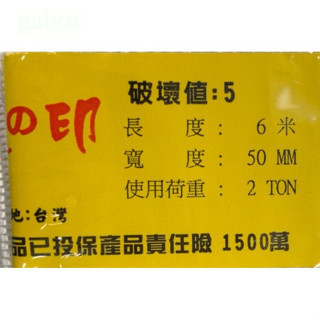 破壞值:5
の印
長度: 6 米
寬度: 50 MM
使用荷重: 2 TON
地:台灣
品已投保產品責任險 1500萬